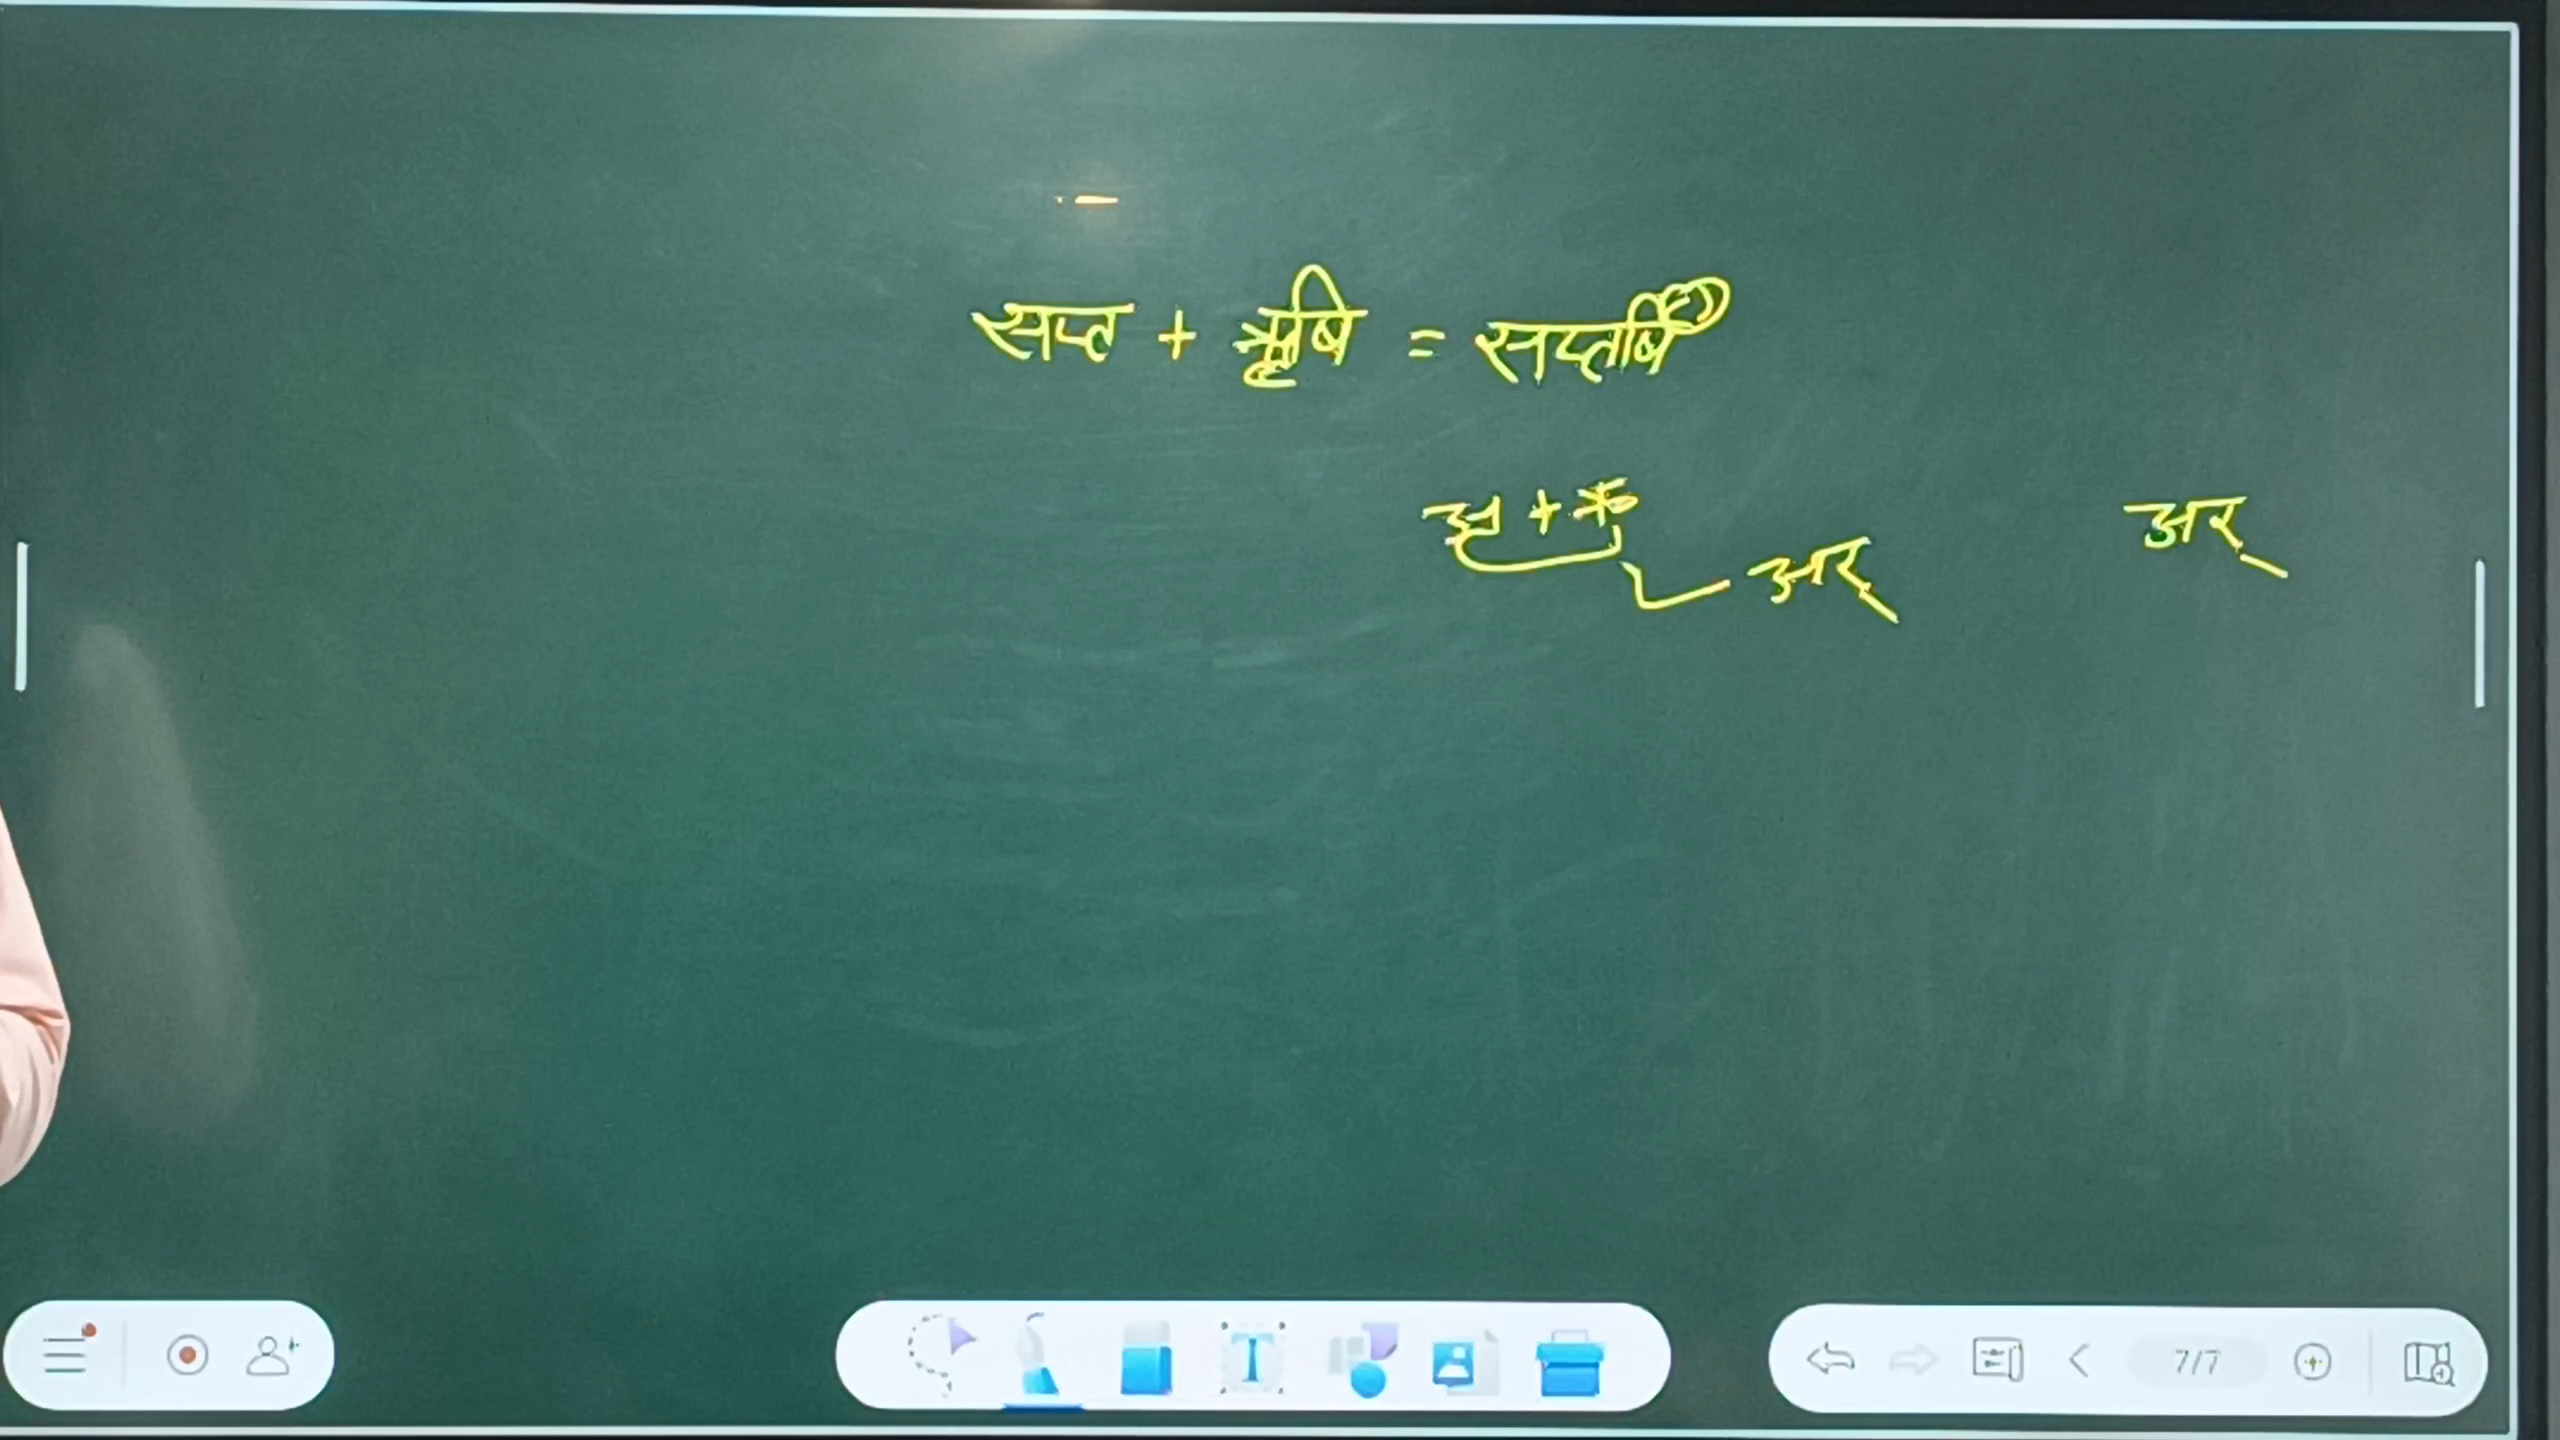 सप्त + ऋषि = सप्तर्षि
अ + ऋ
अर्
अर्
7/7